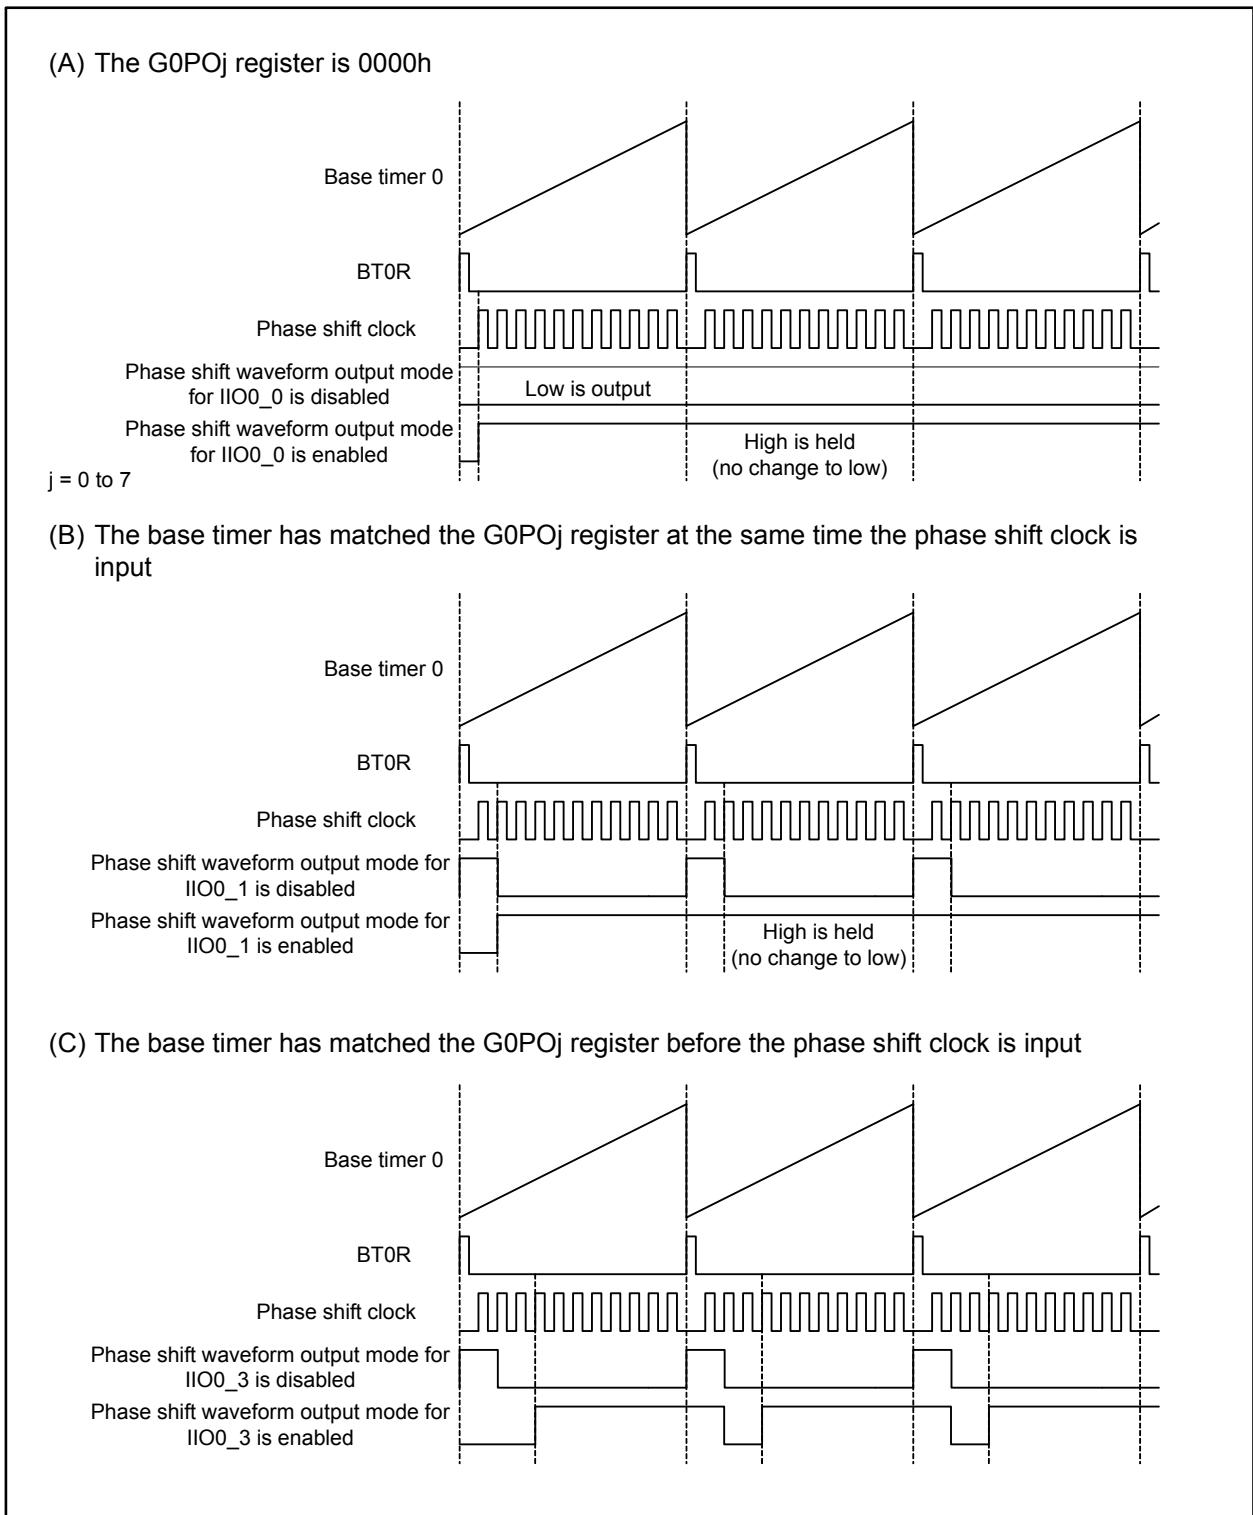 (A) The G0POj register is 0000h
Base timer 0
BT0R
Phase shift clock
Phase shift waveform output mode
for IIO0_0 is disabled
Low is output
Phase shift waveform output mode
for IIO0_0 is enabled
High is held
(no change to low)
j = 0 to 7
(B) The base timer has matched the G0POj register at the same time the phase shift clock is
input
Base timer 0
BT0R
Phase shift clock
Phase shift waveform output mode for
IIO0_1 is disabled
Phase shift waveform output mode for
IIO0_1 is enabled
High is held
(no change to low)
(C) The base timer has matched the G0POj register before the phase shift clock is input
Base timer 0
BT0R
Phase shift clock
Phase shift waveform output mode for
IIO0_3 is disabled
Phase shift waveform output mode for
IIO0_3 is enabled